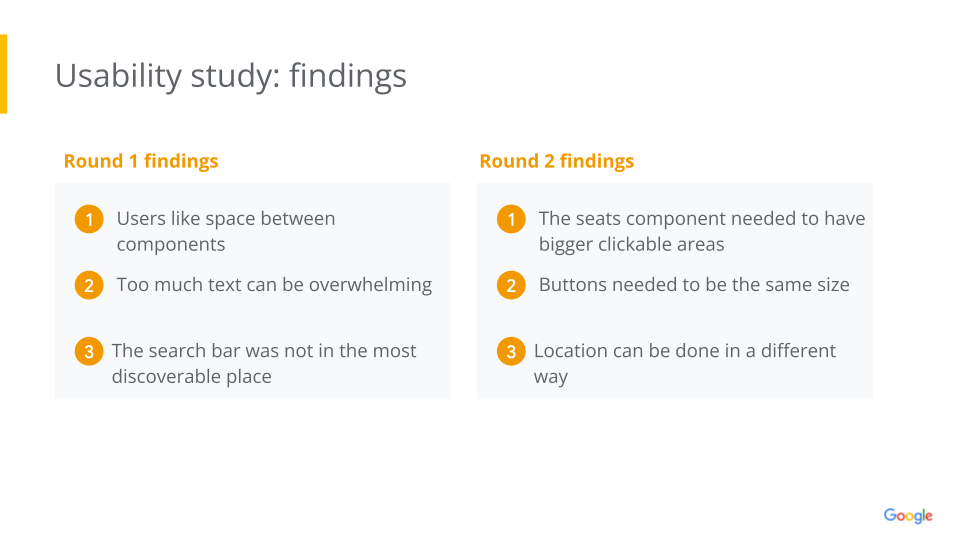 Usability study: findings
Round 1 findings
1 Users like space between
components
2 Too much text can be overwhelming
3 The search bar was not in the most
discoverable place
Round 2 findings
1 The seats component needed to have
bigger clickable areas
2 Buttons needed to be the same size
3 Location can be done in a different
way
Google